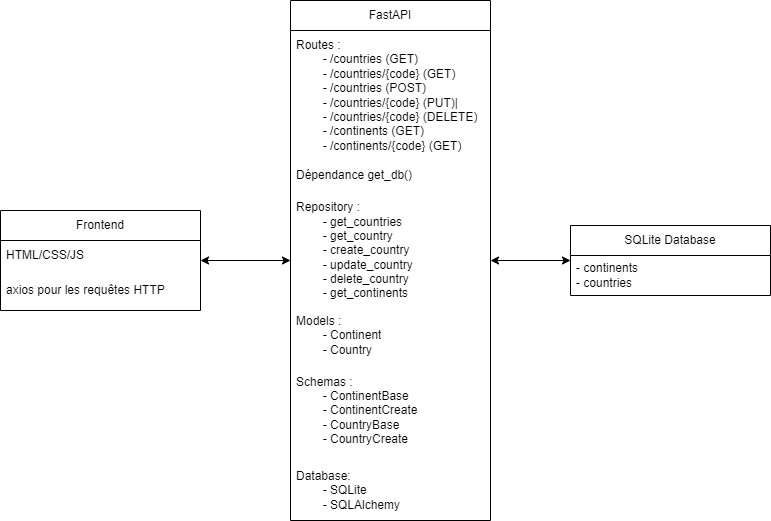 FastAPI
Routes :
- /countries (GET)
- /countries/{code} (GET)
- /countries (POST)
- /countries/{code} (PUT)|
- /countries/{code} (DELETE)
- /continents (GET)
- /continents/{code} (GET)
Dépendance get_db()
Repository :
- get_countries
- get_country
- create_country
- update_country
- delete_country
- get_continents
Models :
- Continent
- Country
Schemas :
- ContinentBase
- ContinentCreate
- CountryBase
- CountryCreate
Database:
- SQLite
- SQLAlchemy
Frontend
HTML/CSS/JS
axios pour les requêtes HTTP
SQLite Database
- continents
- countries